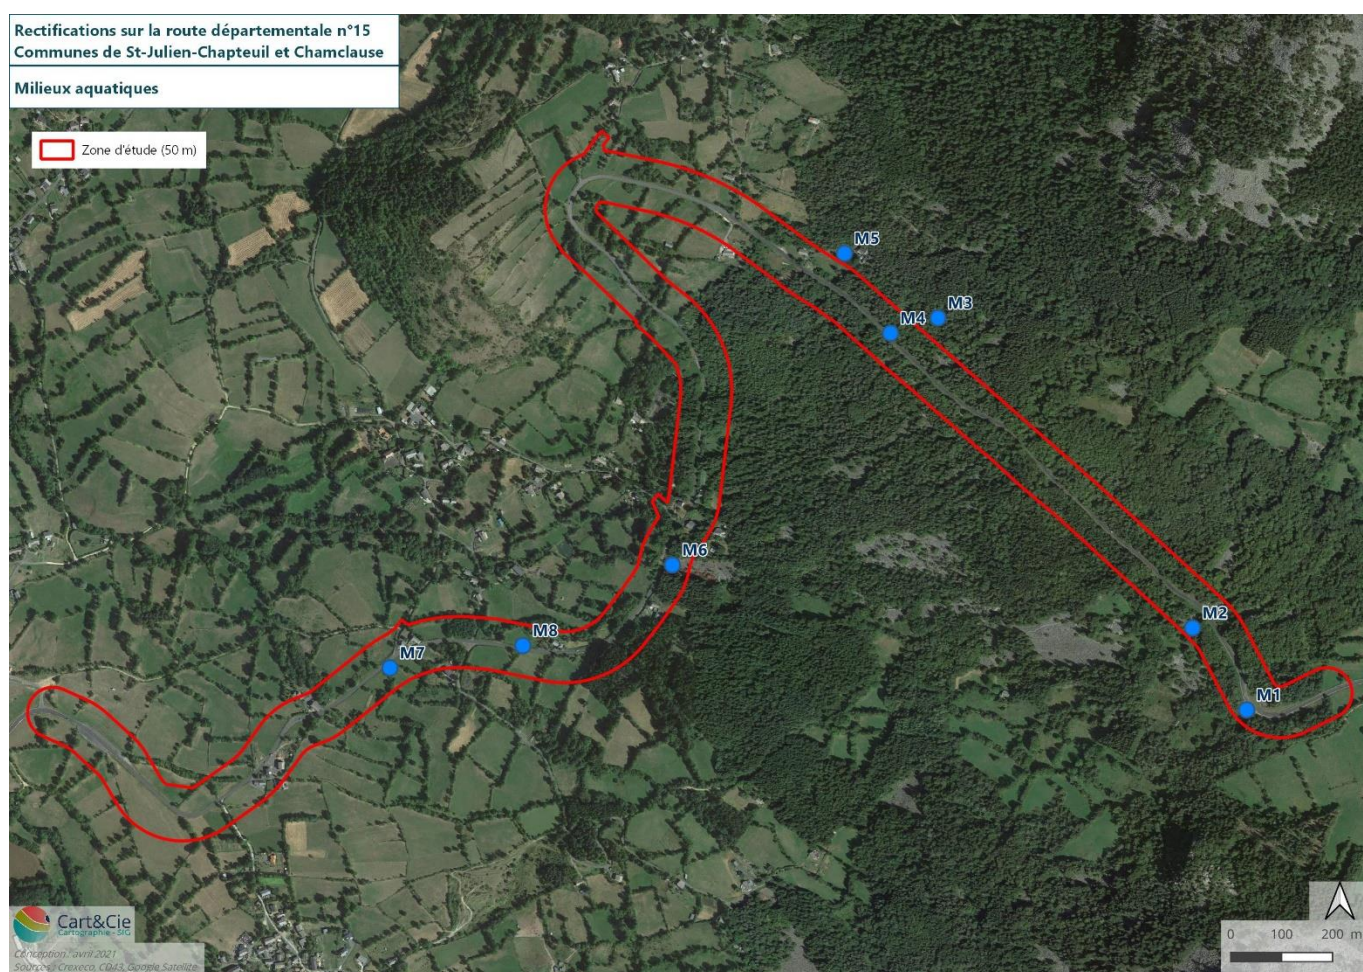 Rectifications sur la route départementale n°15
Communes de St-Julien-Chapteuil et Chamclause
Milieux aquatiques
Zone d'étude (50 m)
M5
M3
M4
M6
M8
M2
M7
M1
Cart&Cie
Cartographie - SIG
Conception : avril 2021
Sources : Crexeco, CD43, Google Satellite
0 100 200 m